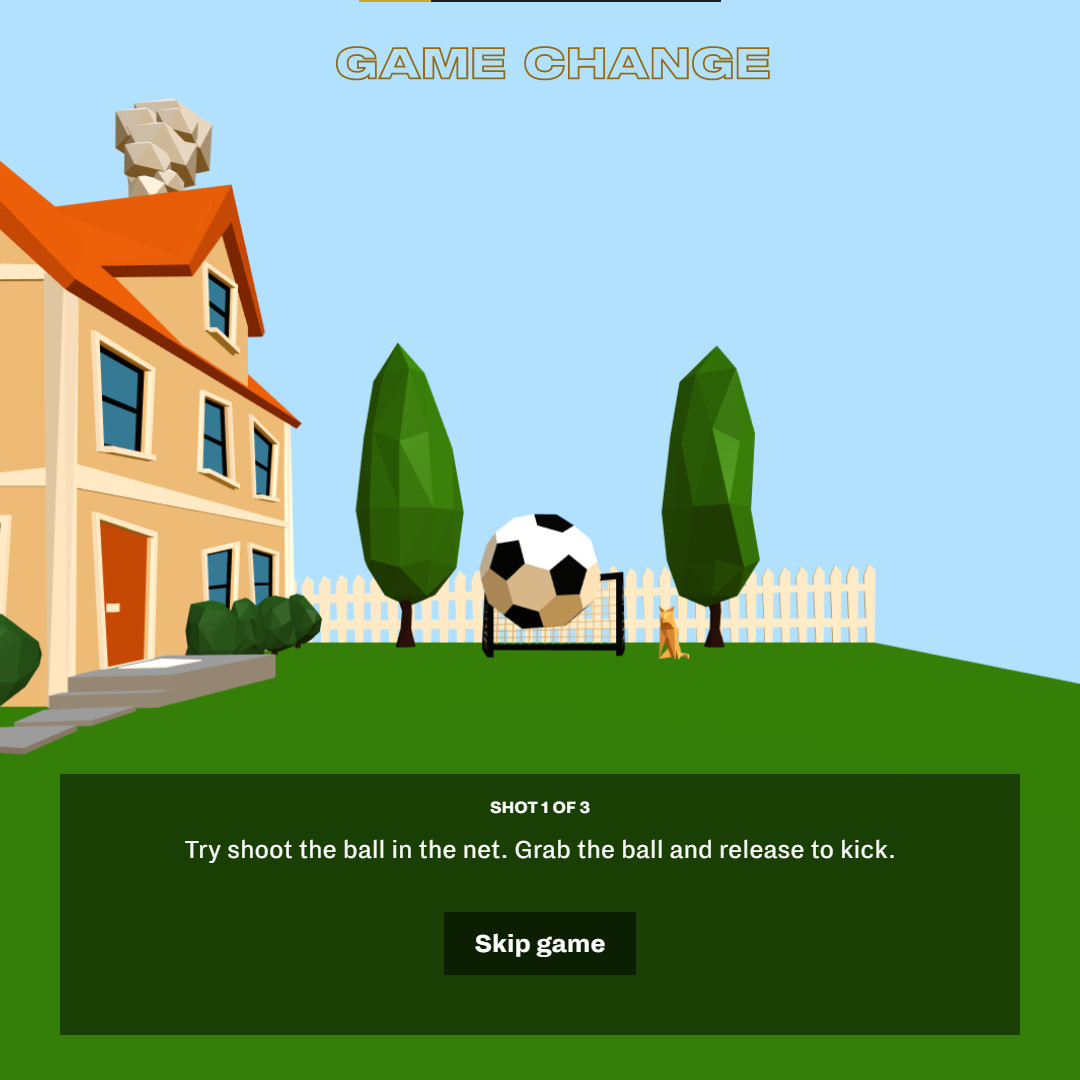 GAME CHANGE
SHOT 1 OF 3
Try shoot the ball in the net. Grab the ball and release to kick.
Skip game